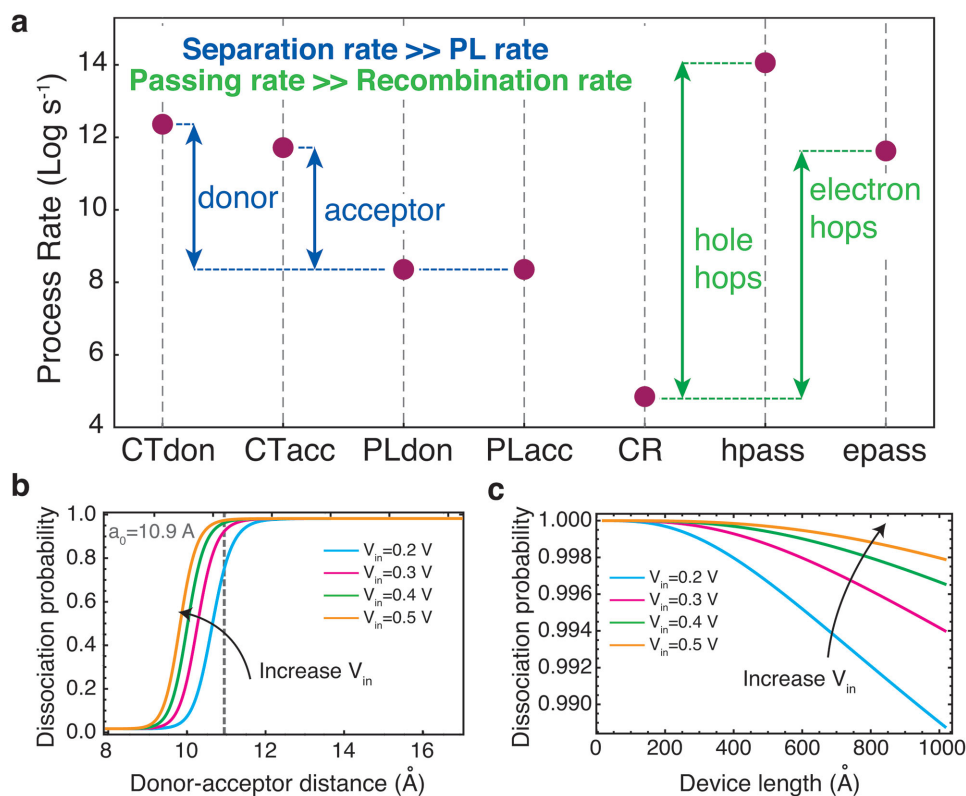 a
Separation rate >> PL rate
Passing rate >> Recombination rate
Process Rate (Log s⁻¹)
14
12
10
8
6
4
donor
acceptor
hole
hops
electron
hops
CTdon CTacc PLdon PLacc CR hpass epass
b
Dissociation probability
1.0
0.8
0.6
0.4
0.2
0.0
a₀=10.9 A
Vᵢₙ=0.2 V
Vᵢₙ=0.3 V
Vᵢₙ=0.4 V
Vᵢₙ=0.5 V
Increase Vᵢₙ
8 10 12 14 16
Donor-acceptor distance (Å)
c
Dissociation probability
1.000
0.998
0.996
0.994
0.992
0.990
Vᵢₙ=0.2 V
Vᵢₙ=0.3 V
Vᵢₙ=0.4 V
Vᵢₙ=0.5 V
Increase Vᵢₙ
0 200 400 600 800 1000
Device length (Å)